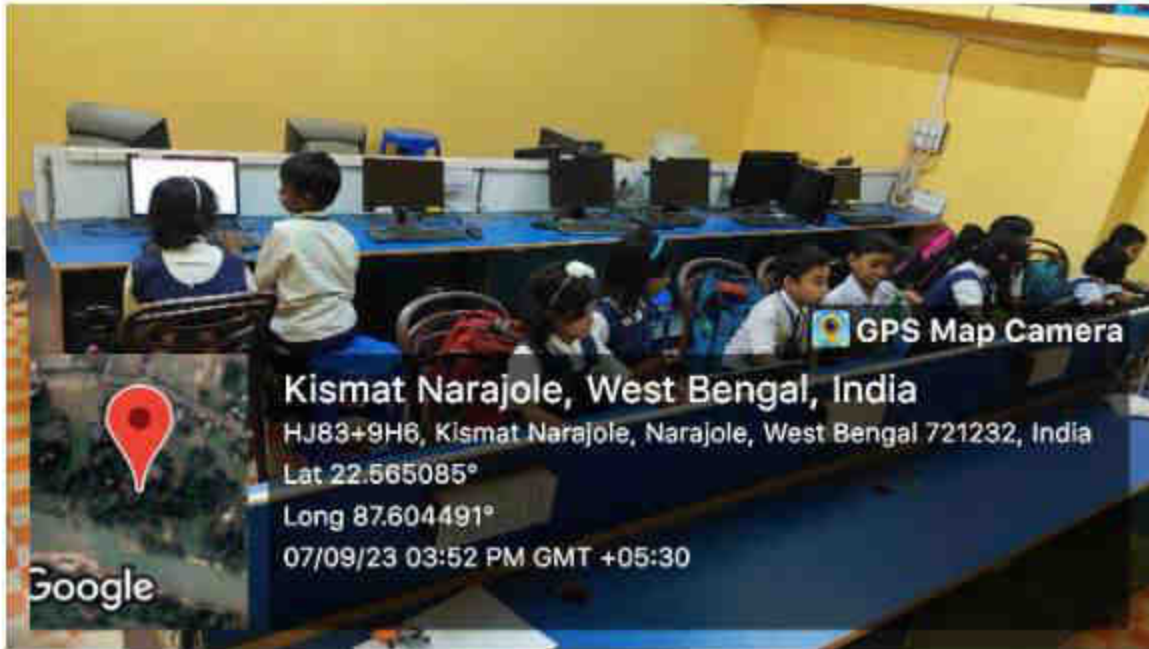 GPS Map Camera
Kismat Narajole, West Bengal, India
HJ83+9H6, Kismat Narajole, Narajole, West Bengal 721232, India
Lat 22.565085°
Long 87.604491°
07/09/23 03:52 PM GMT +05:30
Google